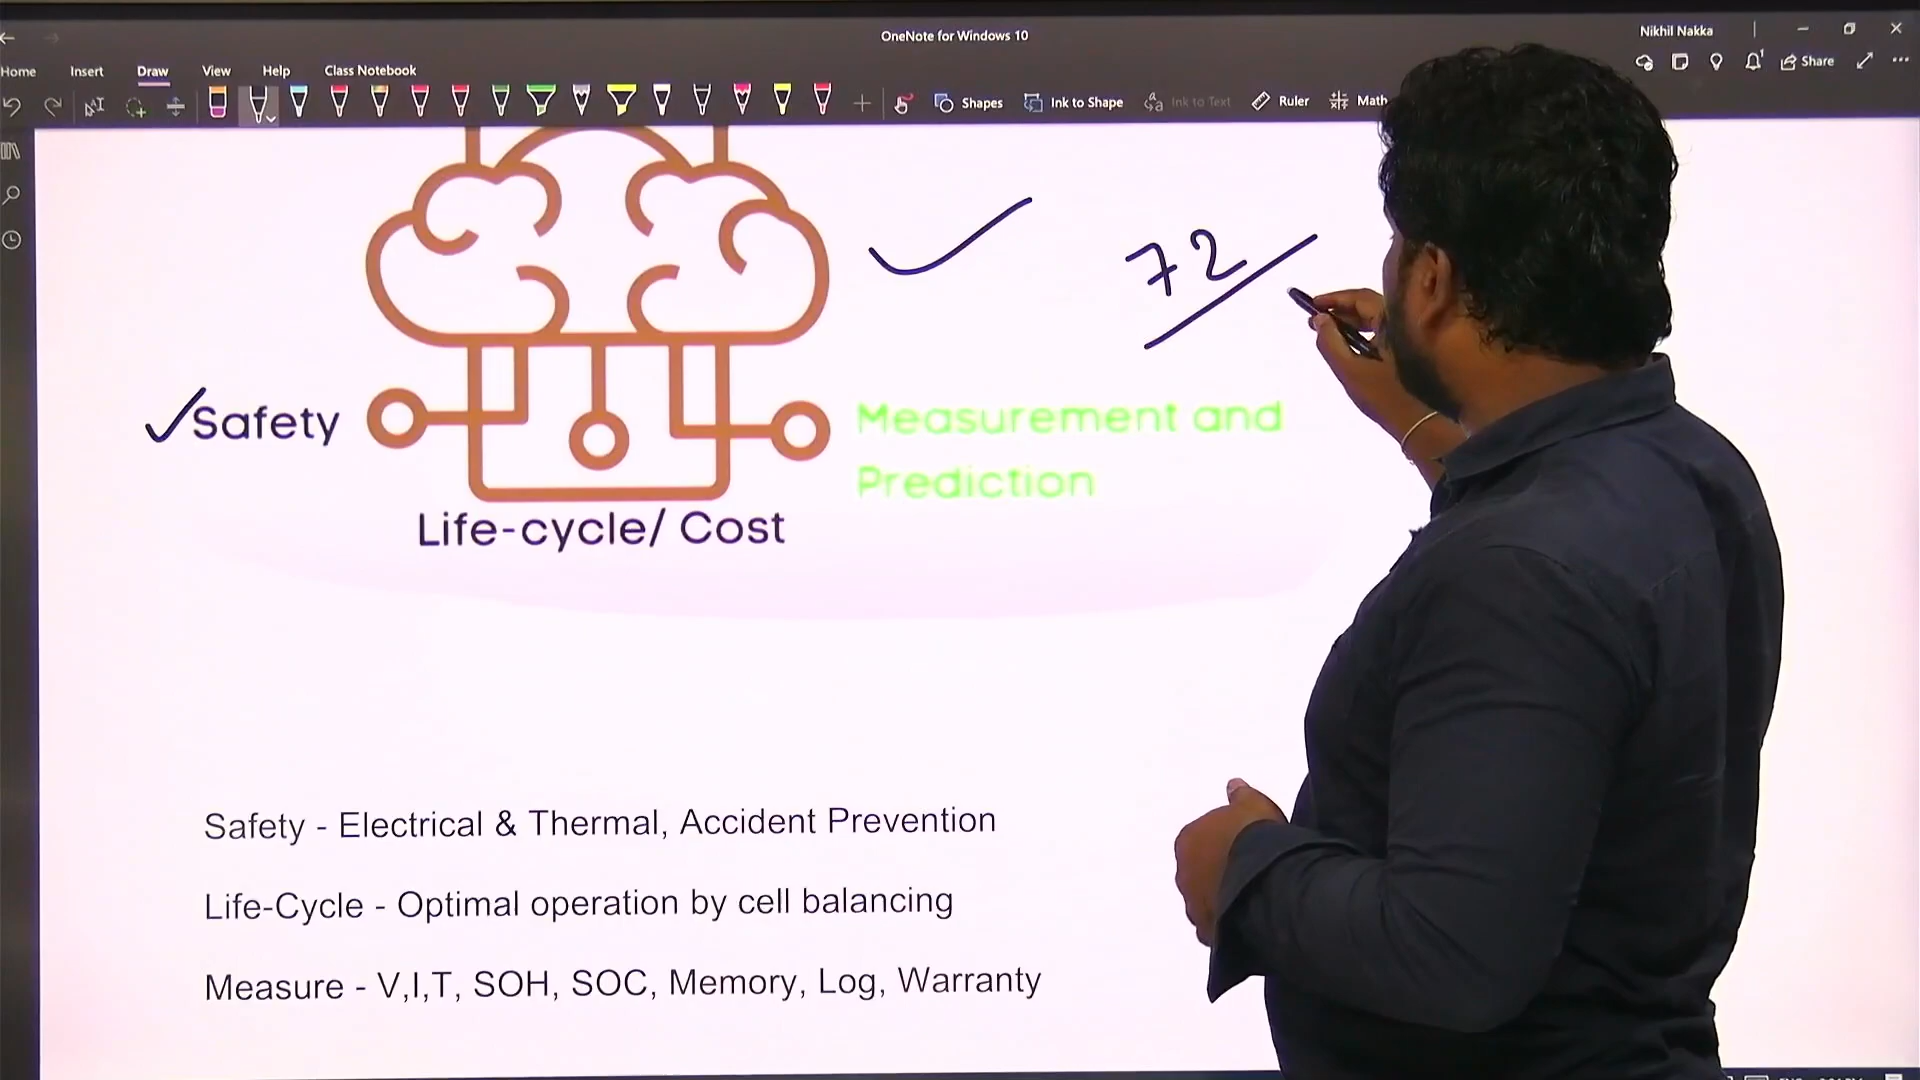 OneNote for Windows 10
Nikhil Nakka
Home Insert Draw View Help Class Notebook
Share
Shapes Ink to Shape Ink to Text Ruler Math
72
Safety
Measurement and
Prediction
Life-cycle/ Cost
Safety - Electrical & Thermal, Accident Prevention
Life-Cycle - Optimal operation by cell balancing
Measure - V,I,T, SOH, SOC, Memory, Log, Warranty